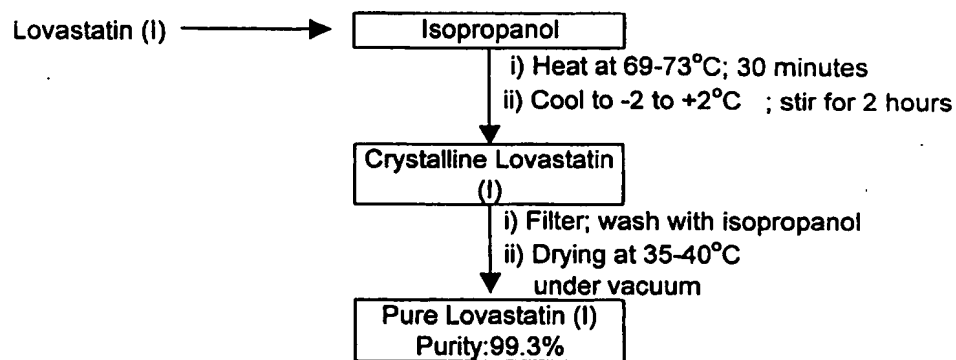 Lovastatin (I)
Isopropanol
i) Heat at 69-73°C; 30 minutes
ii) Cool to -2 to +2°C ; stir for 2 hours
Crystalline Lovastatin
(I)
i) Filter; wash with isopropanol
ii) Drying at 35-40°C
under vacuum
Pure Lovastatin (I)
Purity:99.3%